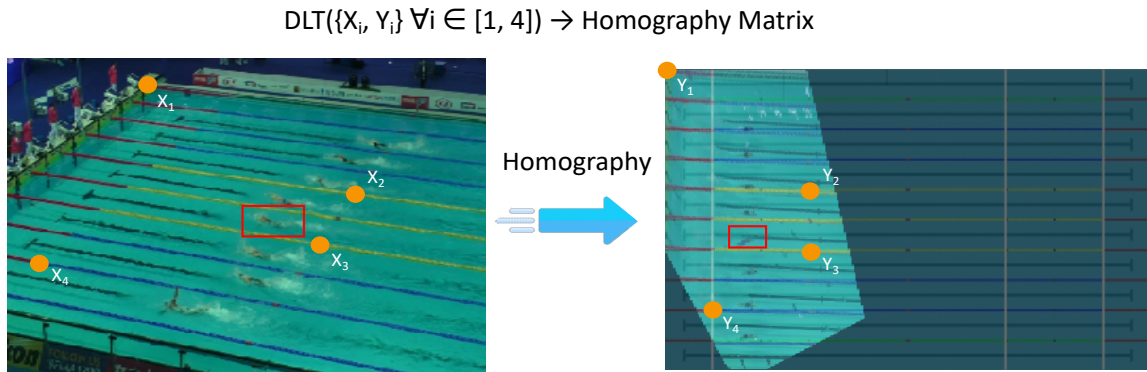 DLT({Xᵢ, Yᵢ} ∀i ∈ [1, 4]) → Homography Matrix
X₁
X₂
X₃
X₄
Homography
Y₁
Y₂
Y₃
Y₄